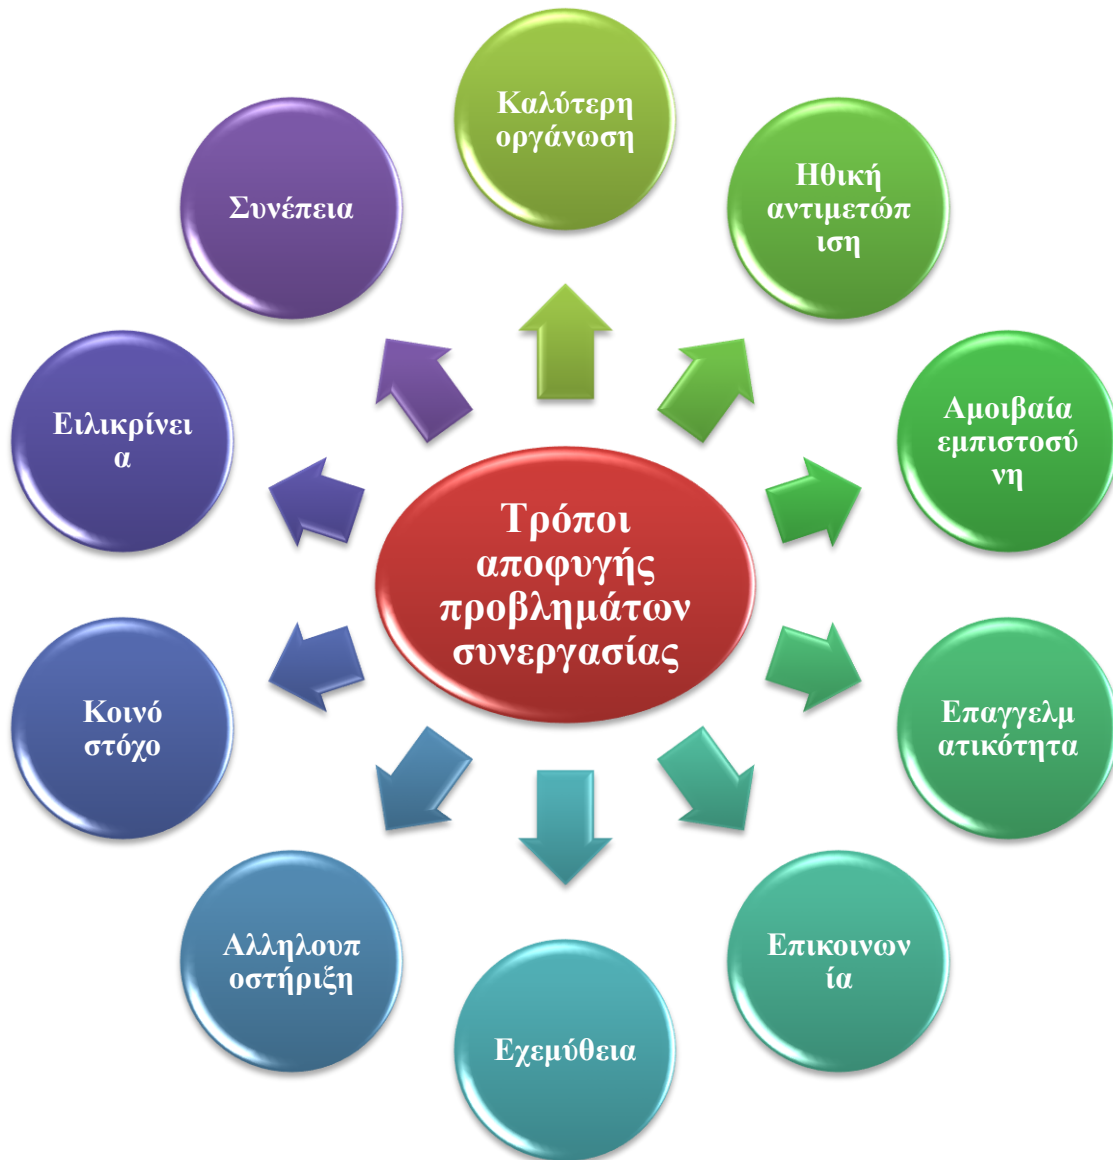 Καλύτερη
οργάνωση
Ηθική
αντιμετώπ
ιση
Αμοιβαία
εμπιστοσύ
νη
Επαγγελμ
ατικότητα
Επικοινων
ία
Εχεμύθεια
Αλληλουπ
οστήριξη
Κοινό
στόχο
Ειλικρίνει
α
Συνέπεια
Τρόποι
αποφυγής
προβλημάτων
συνεργασίας